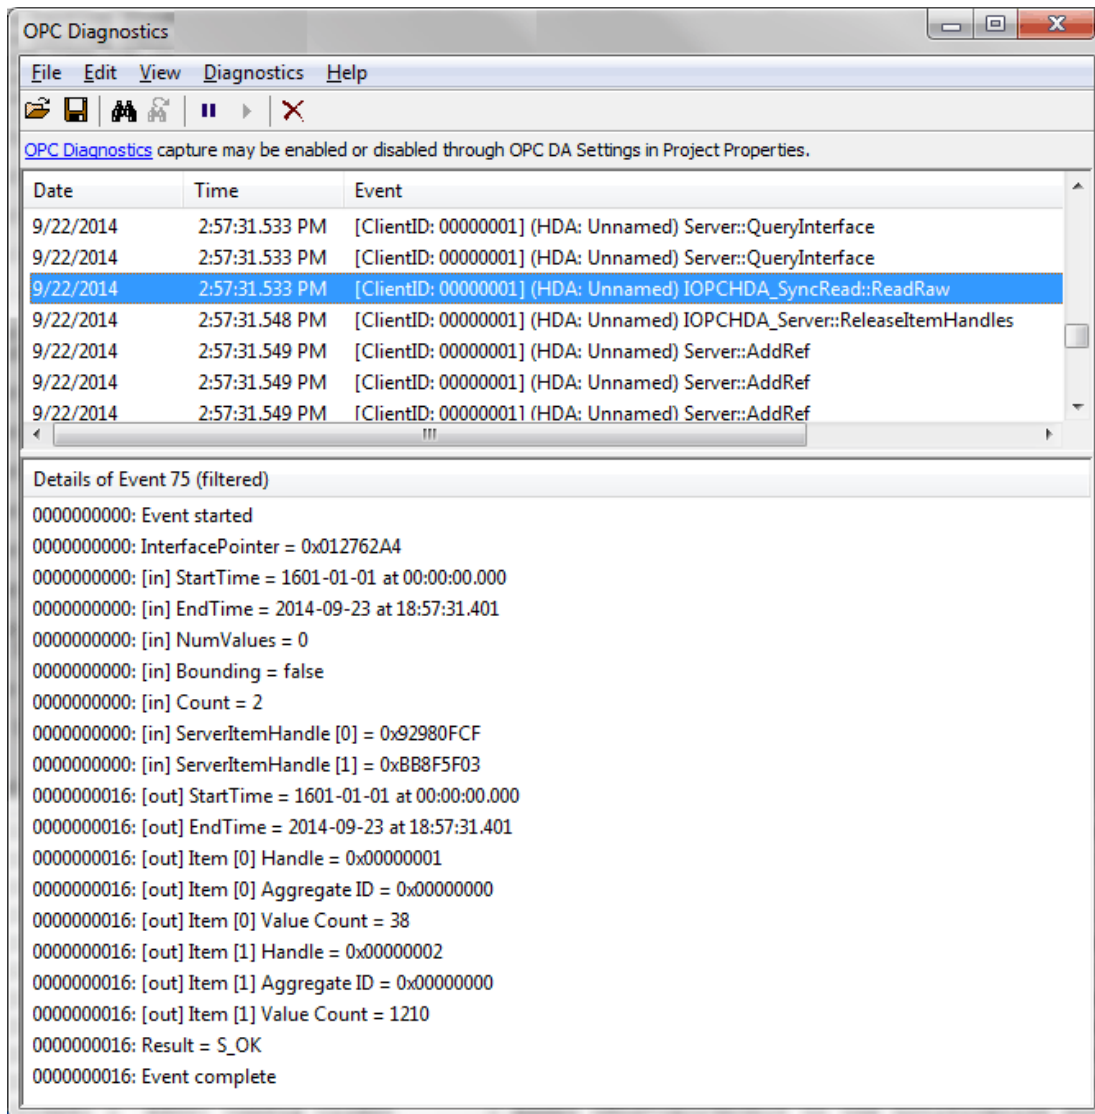 OPC Diagnostics
File Edit View Diagnostics Help
OPC Diagnostics capture may be enabled or disabled through OPC DA Settings in Project Properties.
Date Time Event
9/22/2014 2:57:31.533 PM [ClientID: 00000001] (HDA: Unnamed) Server::QueryInterface
9/22/2014 2:57:31.533 PM [ClientID: 00000001] (HDA: Unnamed) Server::QueryInterface
9/22/2014 2:57:31.533 PM [ClientID: 00000001] (HDA: Unnamed) IOPCHDA_SyncRead::ReadRaw
9/22/2014 2:57:31.548 PM [ClientID: 00000001] (HDA: Unnamed) IOPCHDA_Server::ReleaseItemHandles
9/22/2014 2:57:31.549 PM [ClientID: 00000001] (HDA: Unnamed) Server::AddRef
9/22/2014 2:57:31.549 PM [ClientID: 00000001] (HDA: Unnamed) Server::AddRef
9/22/2014 2:57:31.549 PM [ClientID: 00000001] (HDA: Unnamed) Server::AddRef
Details of Event 75 (filtered)
0000000000: Event started
0000000000: InterfacePointer = 0x012762A4
0000000000: [in] StartTime = 1601-01-01 at 00:00:00.000
0000000000: [in] EndTime = 2014-09-23 at 18:57:31.401
0000000000: [in] NumValues = 0
0000000000: [in] Bounding = false
0000000000: [in] Count = 2
0000000000: [in] ServerItemHandle [0] = 0x92980FCF
0000000000: [in] ServerItemHandle [1] = 0xBB8F5F03
0000000016: [out] StartTime = 1601-01-01 at 00:00:00.000
0000000016: [out] EndTime = 2014-09-23 at 18:57:31.401
0000000016: [out] Item [0] Handle = 0x00000001
0000000016: [out] Item [0] Aggregate ID = 0x00000000
0000000016: [out] Item [0] Value Count = 38
0000000016: [out] Item [1] Handle = 0x00000002
0000000016: [out] Item [1] Aggregate ID = 0x00000000
0000000016: [out] Item [1] Value Count = 1210
0000000016: Result = S_OK
0000000016: Event complete